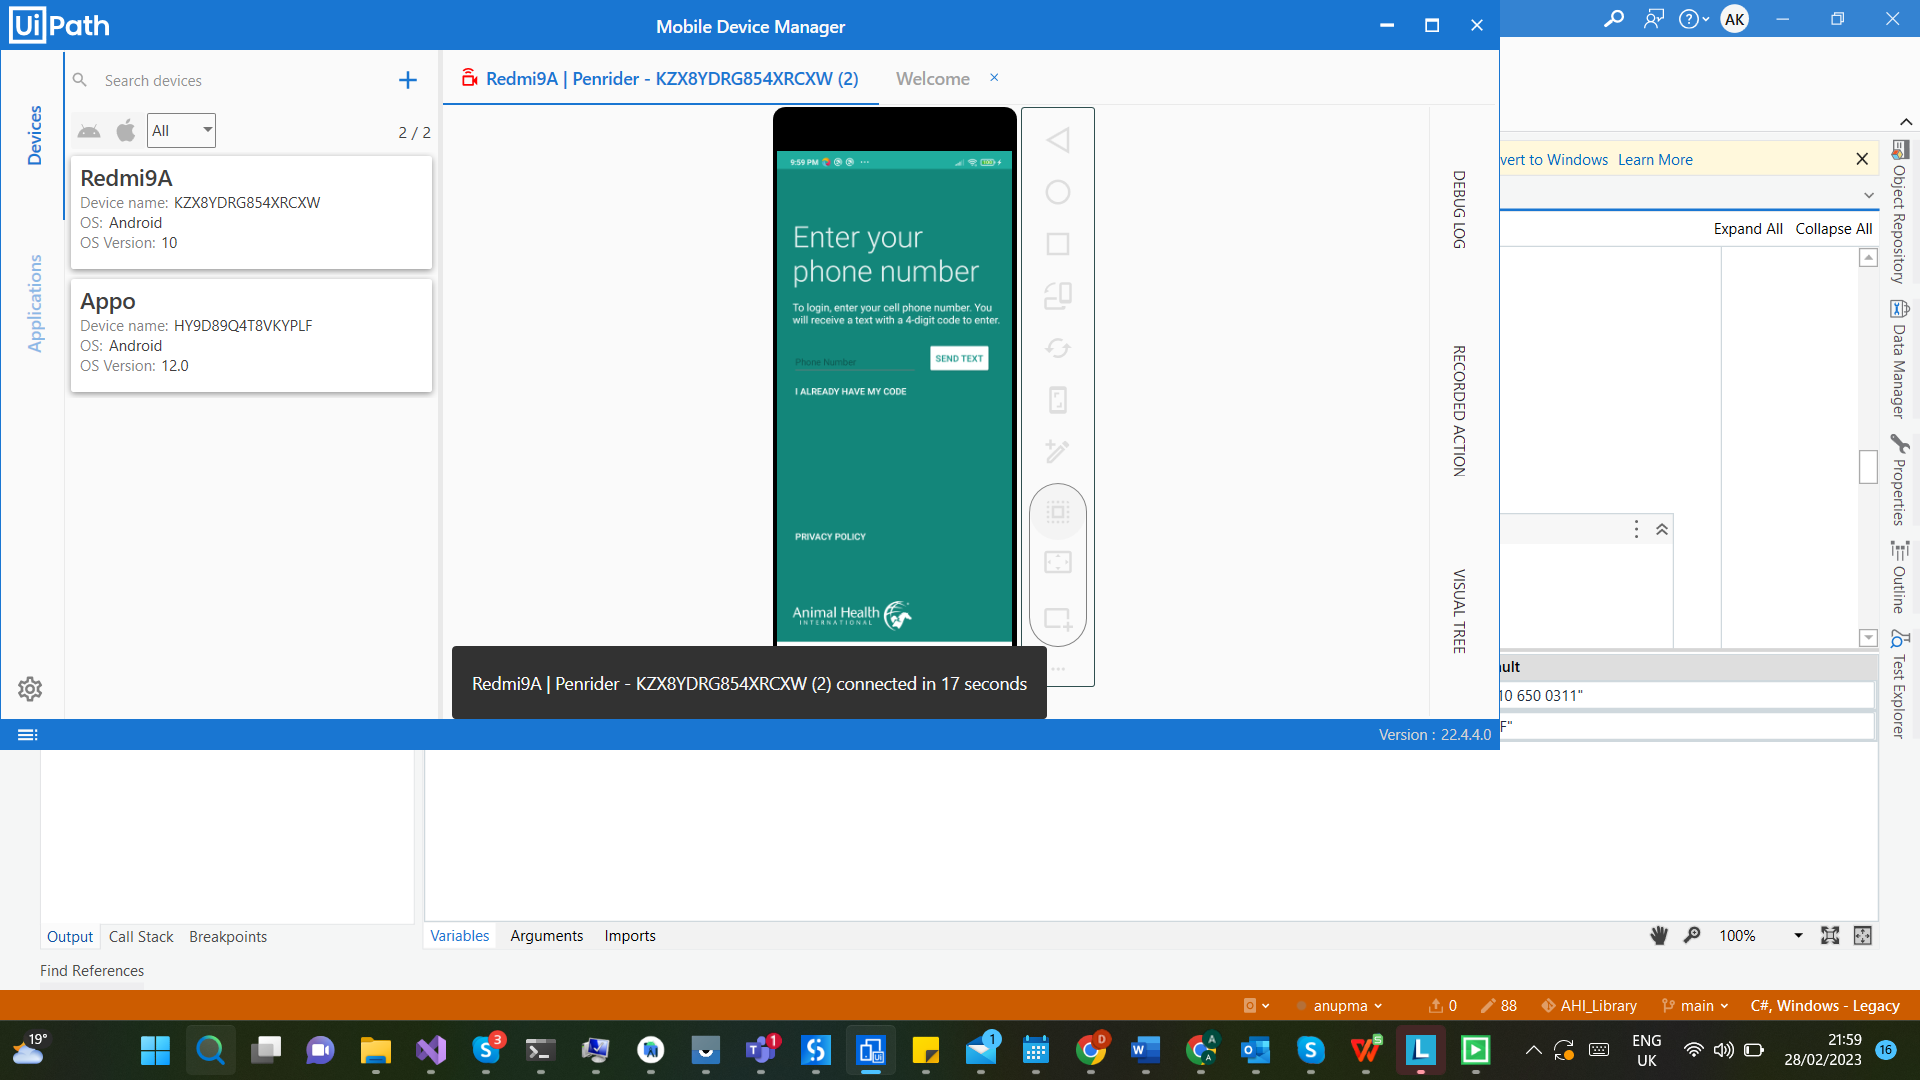 UiPath
Mobile Device Manager
AK
Search devices
Redmi9A | Penrider - KZX8YDRG854XRCXW (2)
Welcome
Devices
Applications
All
2 / 2
Redmi9A
Device name: KZX8YDRG854XRCXW
OS: Android
OS Version: 10
Appo
Device name: HY9D89Q4T8VKYPLF
OS: Android
OS Version: 12.0
9:59 PM
100
Enter your
phone number
To login, enter your cell phone number. You
will receive a text with a 4-digit code to enter.
Phone Number
SEND TEXT
I ALREADY HAVE MY CODE
PRIVACY POLICY
Animal Health
INTERNATIONAL
DEBUG LOG
RECORDED ACTION
VISUAL TREE
Redmi9A | Penrider - KZX8YDRG854XRCXW (2) connected in 17 seconds
Version : 22.4.4.0
vert to Windows Learn More
Expand All Collapse All
Object Repository
Data Manager
Properties
Outline
Test Explorer
ult
10 650 0311"
F"
Output Call Stack Breakpoints
Variables Arguments Imports
100%
Find References
anupma
0
88
AHI_Library
main
C#, Windows - Legacy
19°
3
1
1
D
A
A
ENG
UK
21:59
28/02/2023
16